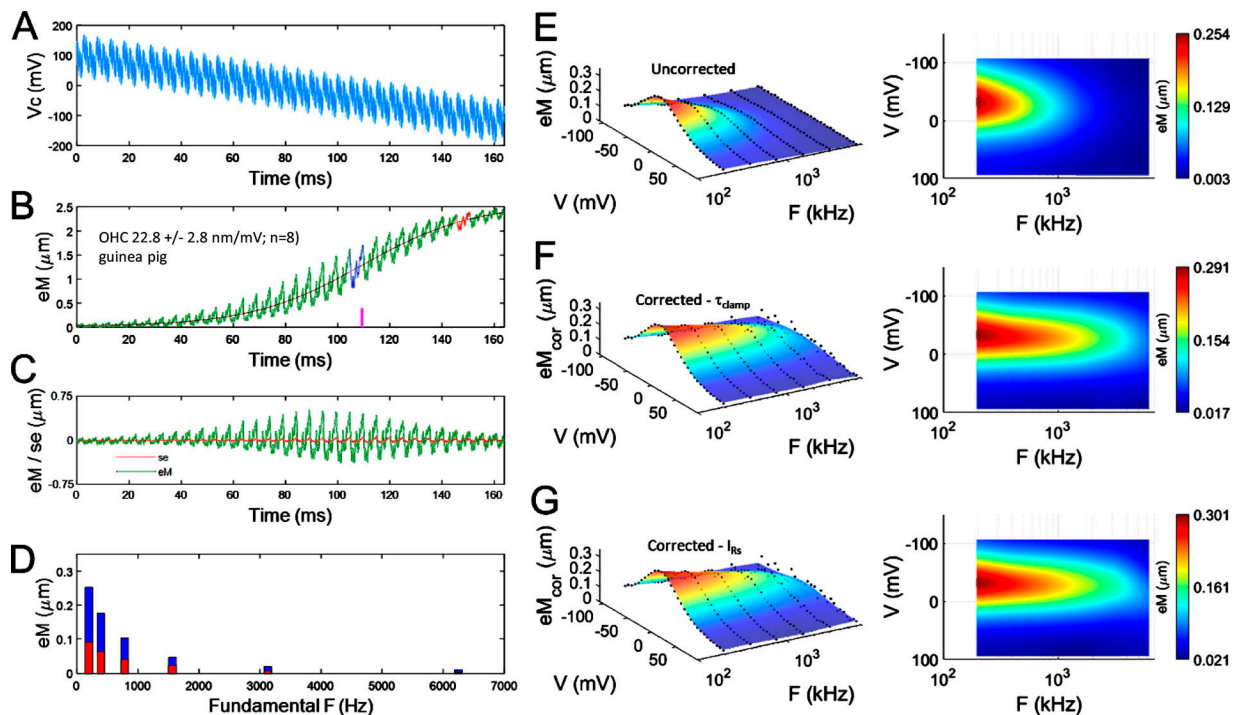 A
Vc (mV)
200
100
0
-100
-200
0 20 40 60 80 100 120 140 160
Time (ms)
B
eM (μm)
2.5
2
1.5
1
0.5
0
OHC 22.8 +/- 2.8 nm/mV; n=8)
guinea pig
0 20 40 60 80 100 120 140 160
Time (ms)
C
eM / se (μm)
0.75
0
-0.75
se
eM
0 20 40 60 80 100 120 140 160
Time (ms)
D
eM (μm)
0.3
0.2
0.1
0
0 1000 2000 3000 4000 5000 6000 7000
Fundamental F (Hz)
E
Uncorrected
eM (μm)
0.3
0.2
0.1
0
-100
-50
0
50
V (mV)
10² 10³
F (kHz)
V (mV)
-100
0
100
10² 10³
F (kHz)
0.254
0.129
0.003
eM (μm)
F
Corrected - τclamp
eMcor (μm)
0.3
0.2
0.1
0
-100
-50
0
50
V (mV)
10² 10³
F (kHz)
V (mV)
-100
0
100
10² 10³
F (kHz)
0.291
0.154
0.017
eM (μm)
G
Corrected - IRs
eMcor (μm)
0.3
0.2
0.1
0
-100
-50
0
50
V (mV)
10² 10³
F (kHz)
V (mV)
-100
0
100
10² 10³
F (kHz)
0.301
0.161
0.021
eM (μm)